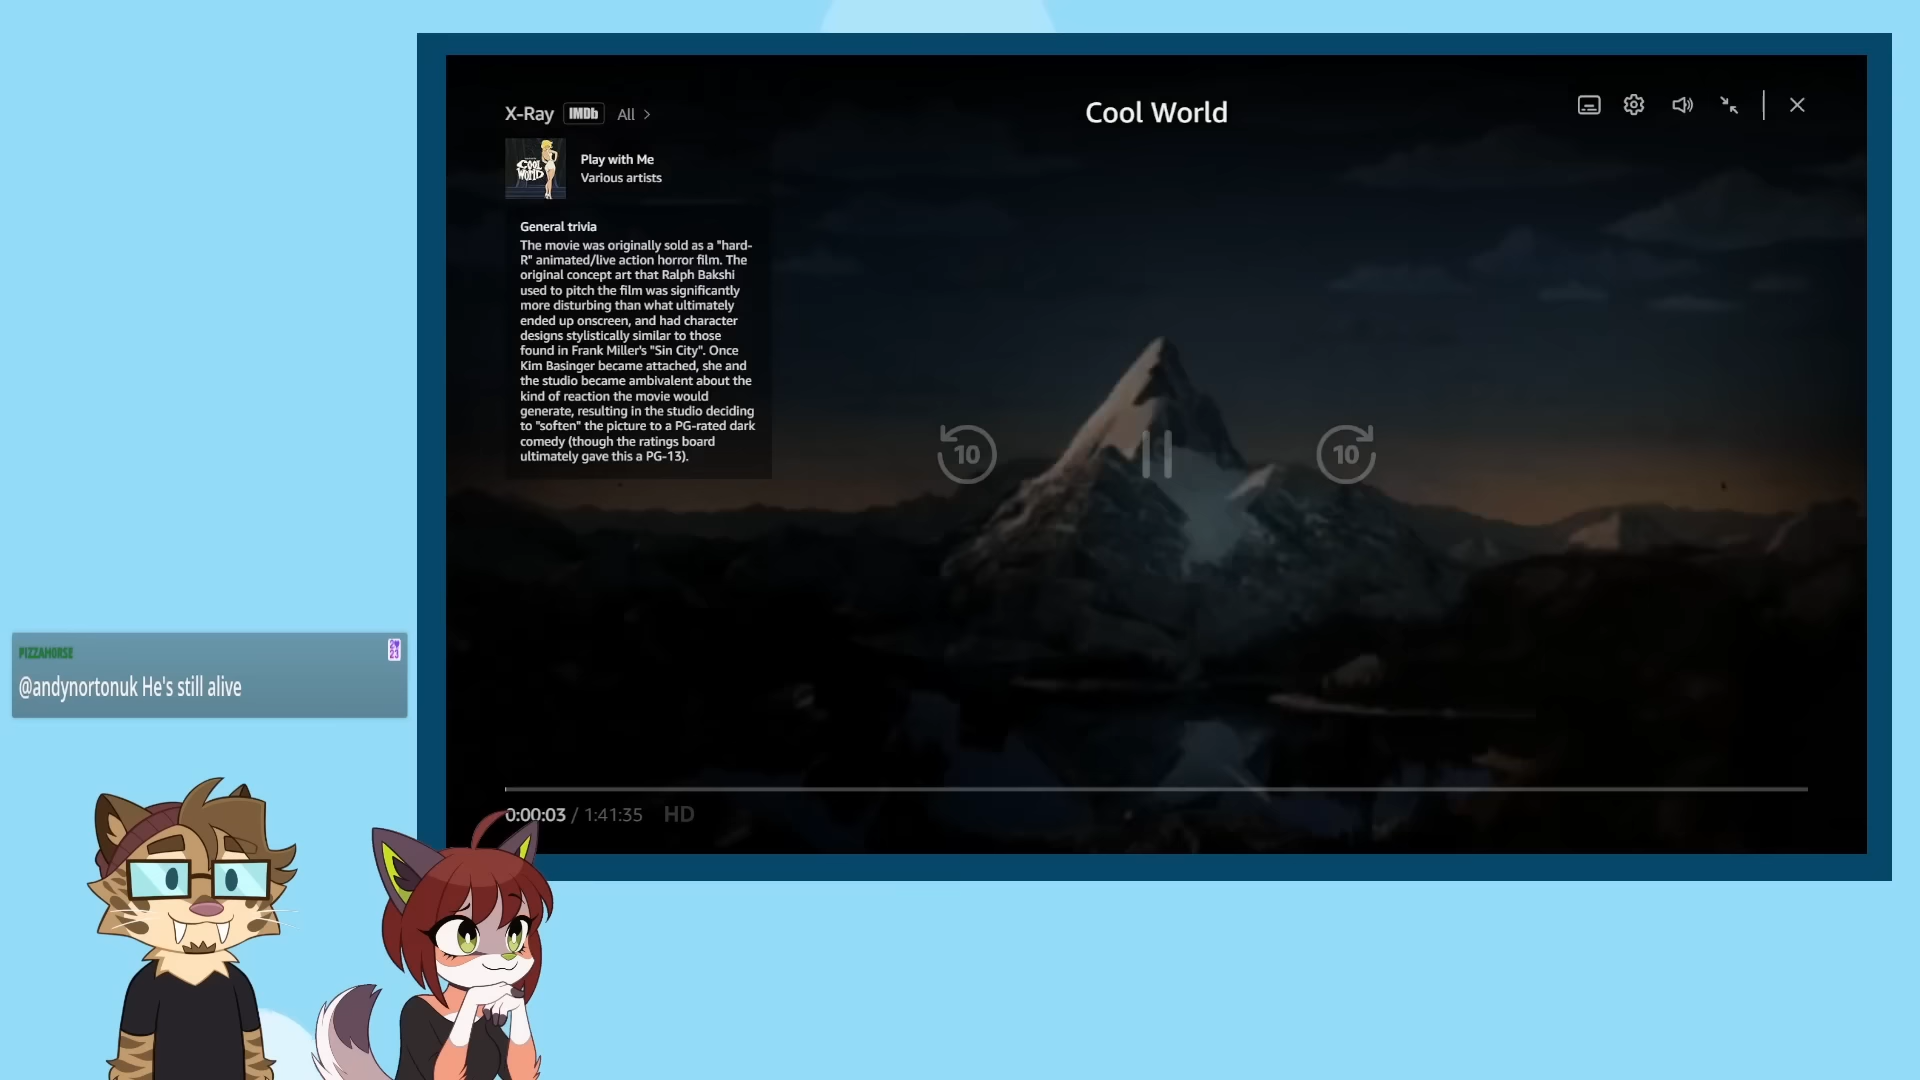 X-Ray IMDb All >
Cool World
COOL
WORLD
Play with Me
Various artists
General trivia
The movie was originally sold as a "hard-
R" animated/live action horror film. The
original concept art that Ralph Bakshi
used to pitch the film was significantly
more disturbing than what ultimately
ended up onscreen, and had character
designs stylistically similar to those
found in Frank Miller's "Sin City". Once
Kim Basinger became attached, she and
the studio became ambivalent about the
kind of reaction the movie would
generate, resulting in the studio deciding
to "soften" the picture to a PG-rated dark
comedy (though the ratings board
ultimately gave this a PG-13).
10
10
PIZZAHORSE
23
@andynortonuk He's still alive
0:00:03 / 1:41:35 HD